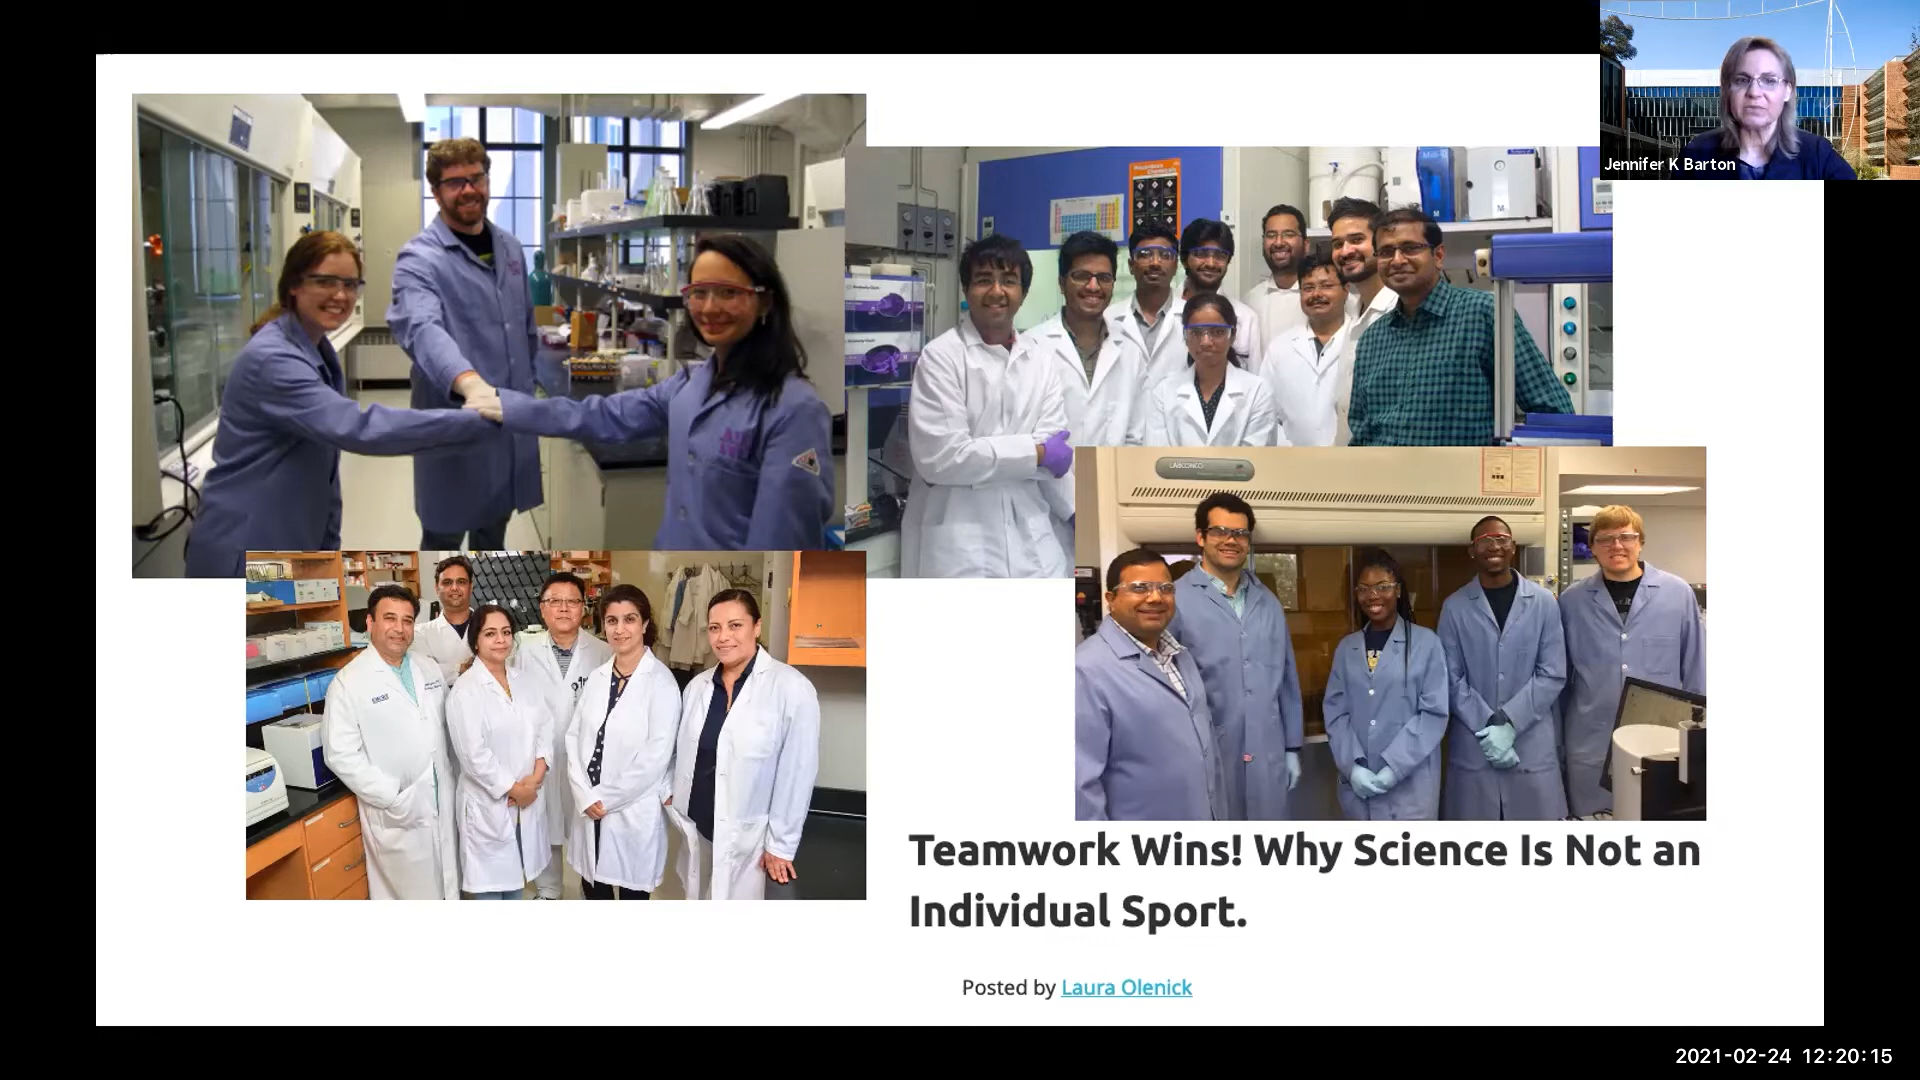 Jennifer K Barton
LABCONCO
Teamwork Wins! Why Science Is Not an
Individual Sport.
Posted by Laura Olenick
2021-02-24 12:20:15